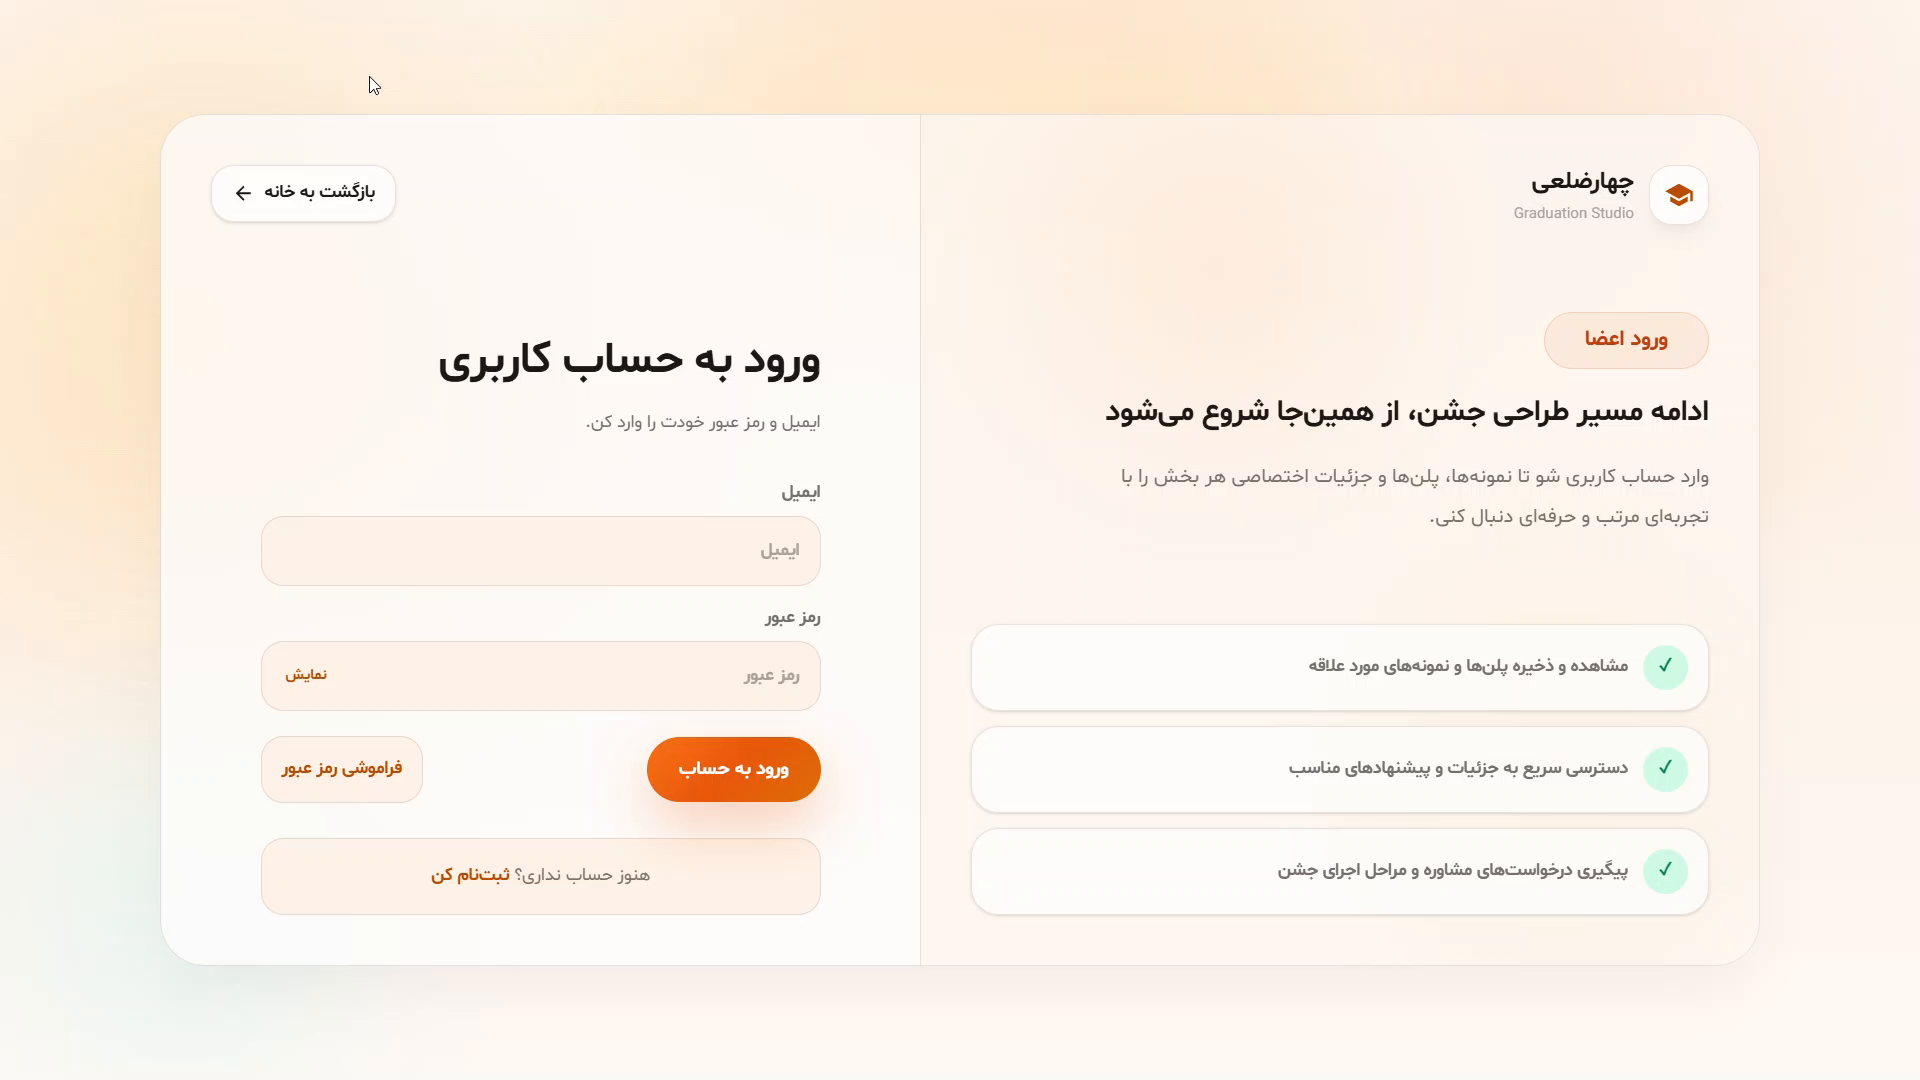 چهارضلعی
Graduation Studio
ورود اعضا
ادامه مسیر طراحی جشن، از همین‌جا شروع می‌شود
وارد حساب کاربری شو تا نمونه‌ها، پلن‌ها و جزئیات اختصاصی هر بخش را با
تجربه‌ای مرتب و حرفه‌ای دنبال کنی.
مشاهده و ذخیره پلن‌ها و نمونه‌های مورد علاقه
دسترسی سریع به جزئیات و پیشنهادهای مناسب
پیگیری درخواست‌های مشاوره و مراحل اجرای جشن
بازگشت به خانه
ورود به حساب کاربری
ایمیل و رمز عبور خودت را وارد کن.
ایمیل
ایمیل
رمز عبور
رمز عبور
نمایش
ورود به حساب
فراموشی رمز عبور
هنوز حساب نداری؟ ثبت‌نام کن